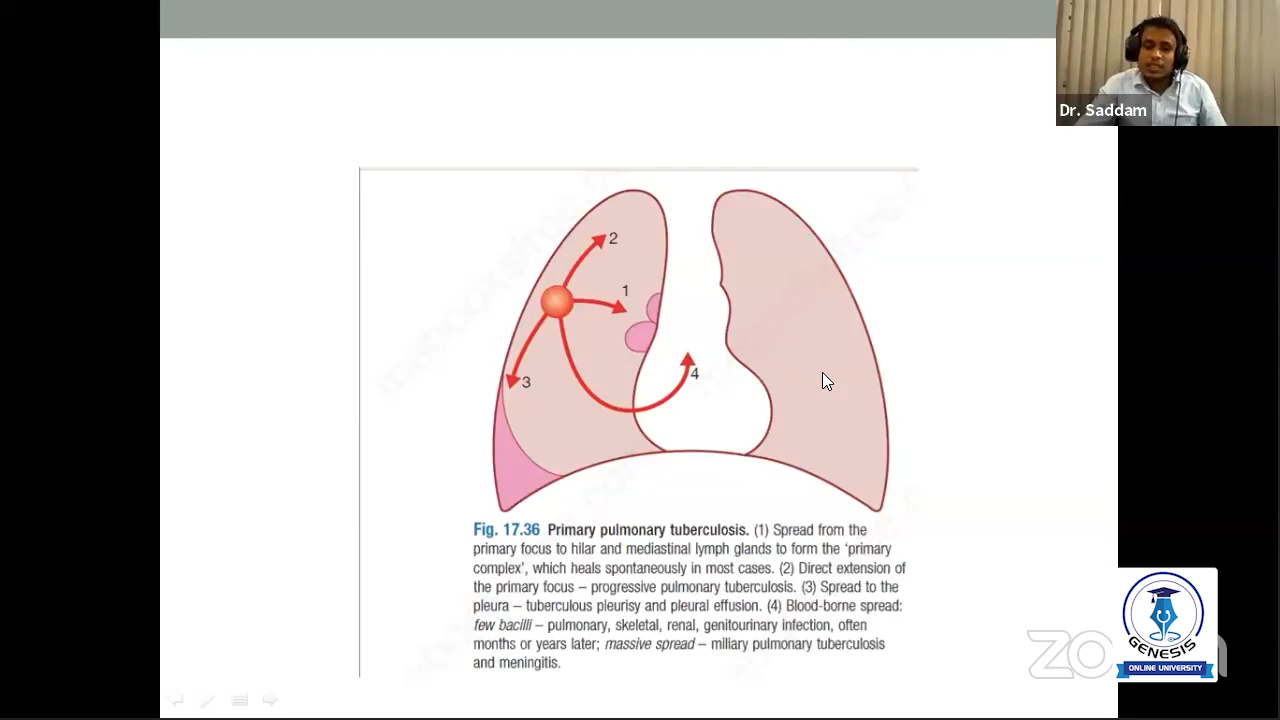 Dr. Saddam
2
1
3
4
Fig. 17.36 Primary pulmonary tuberculosis. (1) Spread from the
primary focus to hilar and mediastinal lymph glands to form the ‘primary
complex’, which heals spontaneously in most cases. (2) Direct extension of
the primary focus – progressive pulmonary tuberculosis. (3) Spread to the
pleura – tuberculous pleurisy and pleural effusion. (4) Blood-borne spread:
few bacilli – pulmonary, skeletal, renal, genitourinary infection, often
months or years later; massive spread – miliary pulmonary tuberculosis
and meningitis.
GENESIS
ONLINE UNIVERSITY